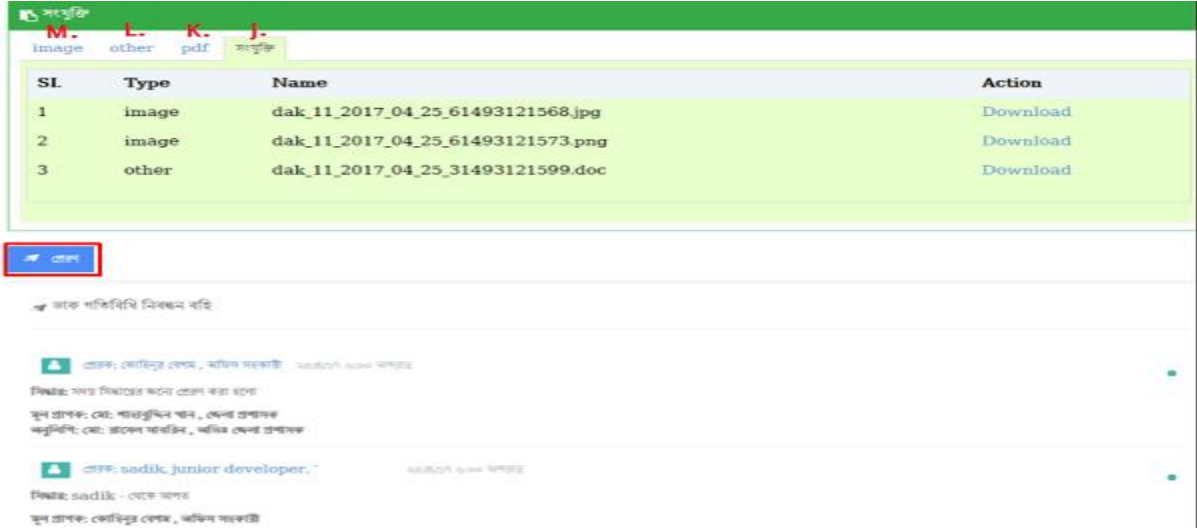 সংযুক্তি
M. L. K. J.
image other pdf সংযুক্তি
SL Type Name Action
1 image dak_11_2017_04_25_61493121568.jpg Download
2 image dak_11_2017_04_25_61493121573.png Download
3 other dak_11_2017_04_25_31493121599.doc Download
প্রেরণ
ডাক গতিবিধি নিবন্ধন বহি
প্রেরক: কোহিনুর বেগম , অফিস সহকারী
সিদ্ধান্ত: সদয় সিদ্ধান্তের জন্যে প্রেরণ করা হলো
মূল প্রাপক: মো: শাহাবুদ্দিন খান , জেলা প্রশাসক
অনুলিপি: মো: রাসেল সাবরিন , অতিঃ জেলা প্রশাসক
প্রেরক: sadik, junior developer,
সিদ্ধান্ত: sadik - থেকে আগত
মূল প্রাপক: কোহিনুর বেগম , অফিস সহকারী